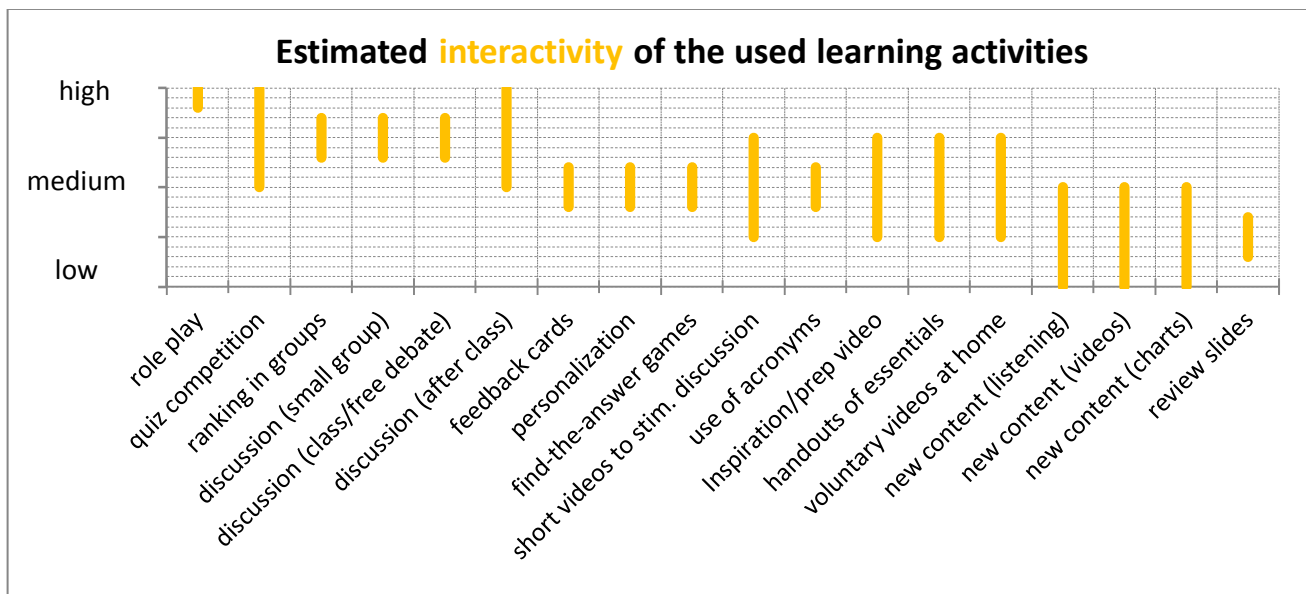 Estimated interactivity of the used learning activities
high
medium
low
role play
quiz competition
ranking in groups
discussion (small group)
discussion (class/free debate)
discussion (after class)
feedback cards
personalization
find-the-answer games
short videos to stim. discussion
use of acronyms
Inspiration/prep video
handouts of essentials
voluntary videos at home
new content (listening)
new content (videos)
new content (charts)
review slides